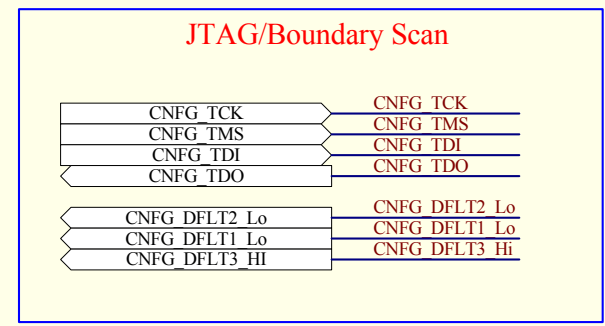 JTAG/Boundary Scan
CNFG_TCK CNFG_TCK
CNFG_TMS CNFG_TMS
CNFG_TDI CNFG_TDI
CNFG_TDO CNFG_TDO
CNFG_DFLT2_Lo CNFG_DFLT2_Lo
CNFG_DFLT1_Lo CNFG_DFLT1_Lo
CNFG_DFLT3_HI CNFG_DFLT3_Hi